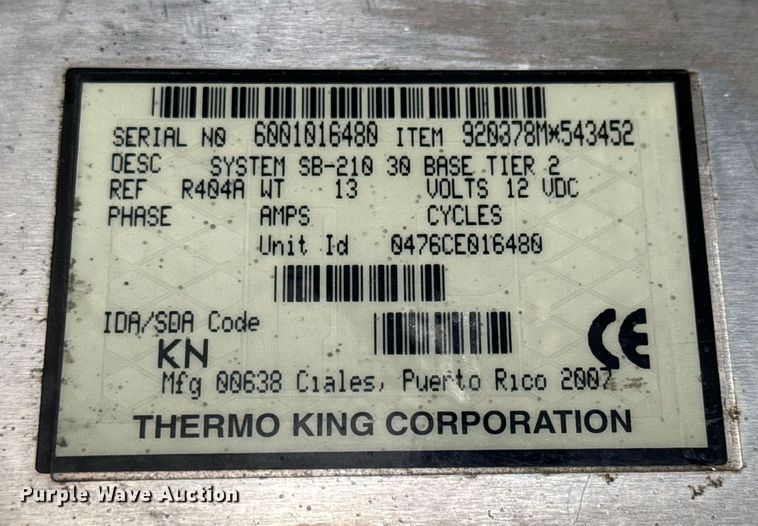 SERIAL NO 6001016480 ITEM 920378M*543452
DESC SYSTEM SB-210 30 BASE TIER 2
REF R404A WT 13 VOLTS 12 VDC
PHASE AMPS CYCLES
Unit Id 0476CE016480
IDA/SDA Code
KN
CE
Mfg 00638 Ciales, Puerto Rico 2007
THERMO KING CORPORATION
Purple Wave Auction